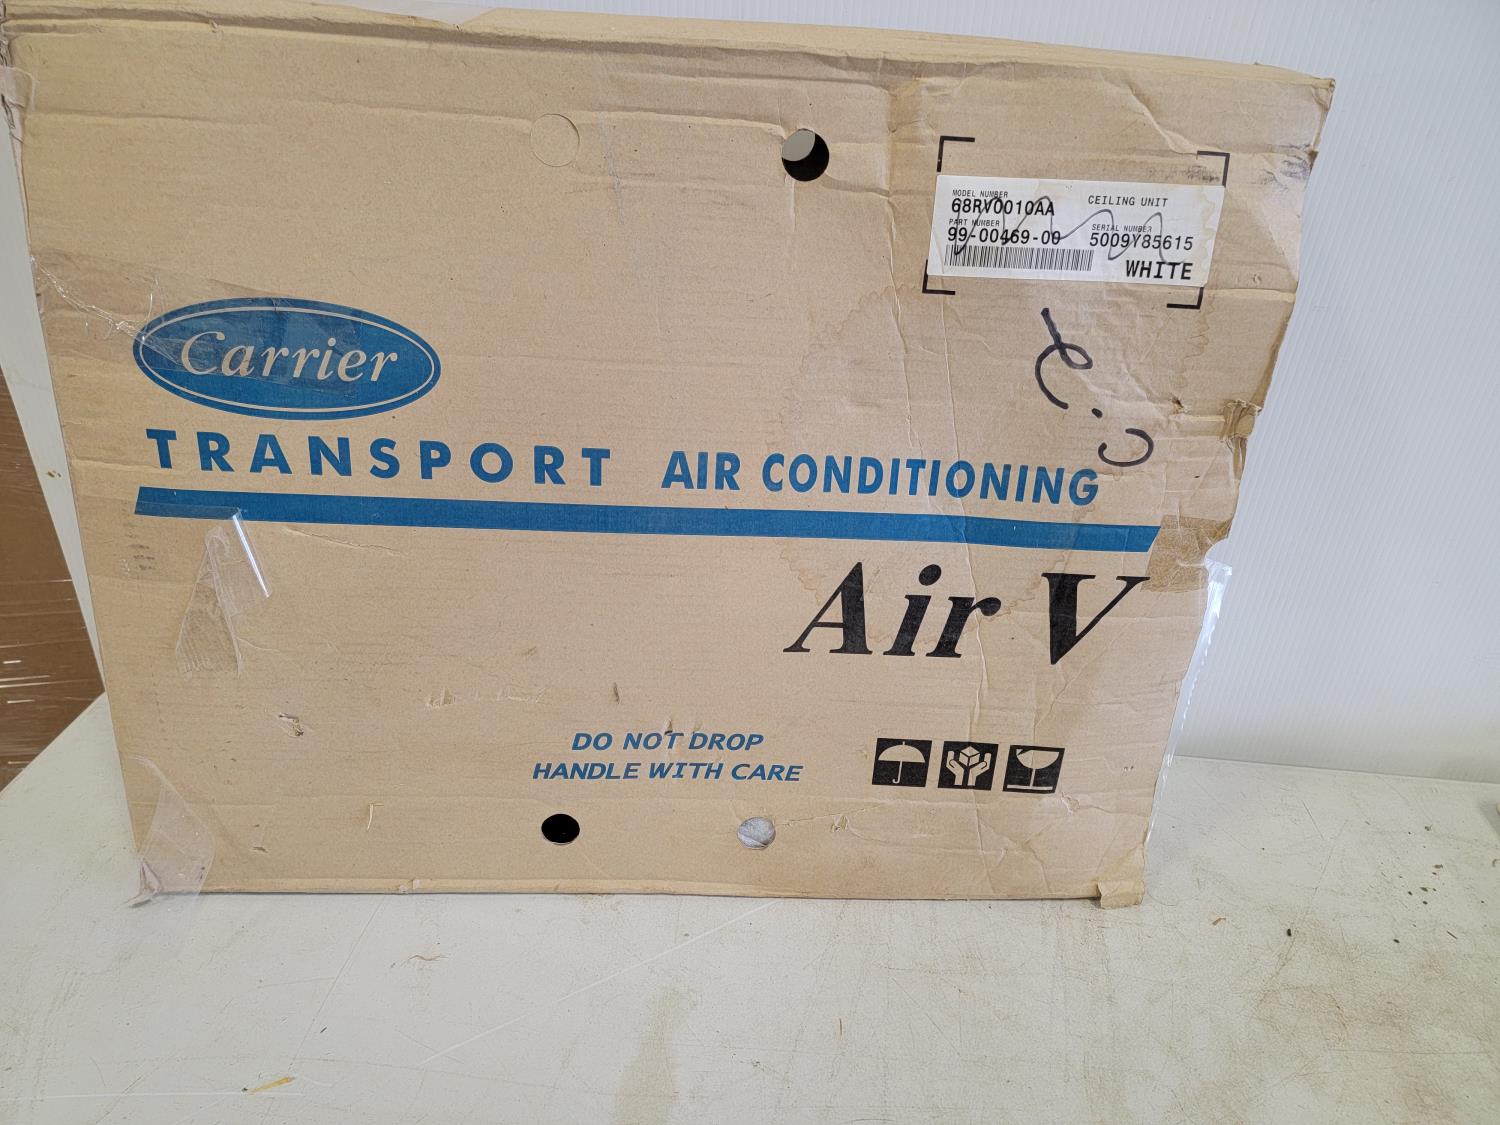 MODEL NUMBER CEILING UNIT
68RV0010AA
PART NUMBER SERIAL NUMBER
99-00469-00 5009Y85615
WHITE
Carrier
TRANSPORT AIR CONDITIONING
Air V
DO NOT DROP
HANDLE WITH CARE